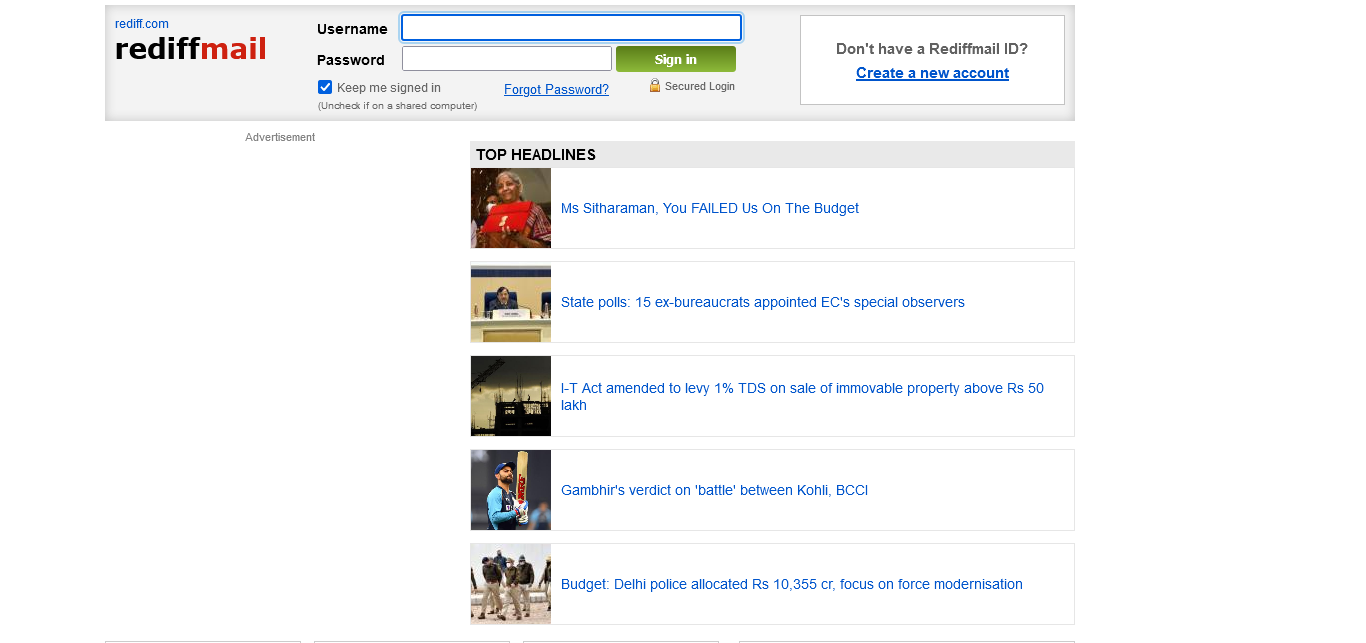 rediff.com
rediffmail
Username
Password
Sign in
Keep me signed in
Forgot Password?
Secured Login
(Uncheck if on a shared computer)
Don't have a Rediffmail ID?
Create a new account
Advertisement
TOP HEADLINES
Ms Sitharaman, You FAILED Us On The Budget
State polls: 15 ex-bureaucrats appointed EC's special observers
I-T Act amended to levy 1% TDS on sale of immovable property above Rs 50
lakh
Gambhir's verdict on 'battle' between Kohli, BCCI
Budget: Delhi police allocated Rs 10,355 cr, focus on force modernisation